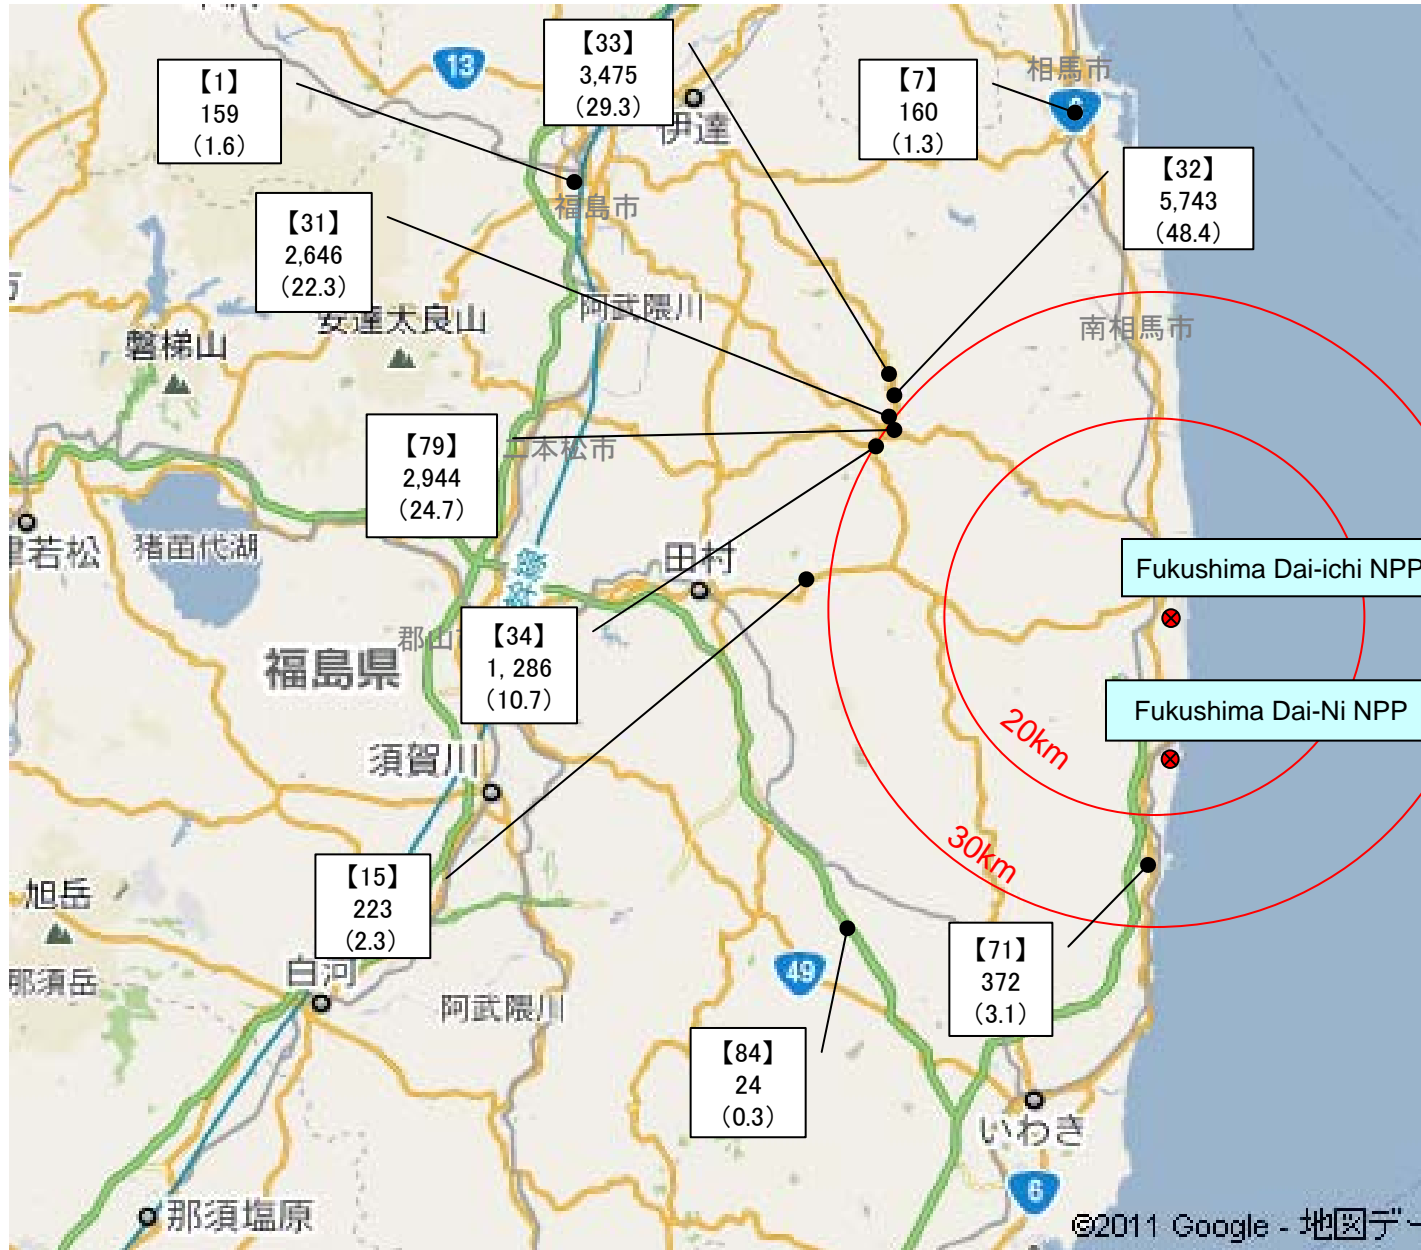 13
【33】
3,475
(29.3)
伊達
【7】
160
(1.3)
相馬市
【1】
159
(1.6)
福島市
【32】
5,743
(48.4)
【31】
2,646
(22.3)
阿武隈川
安達太良山
磐梯山
南相馬市
【79】
2,944
(24.7)
二本松市
猪苗代湖
津若松
田村
Fukushima Dai-ichi NPP
【34】
1,286
(10.7)
郡山
福島県
Fukushima Dai-Ni NPP
20km
須賀川
30km
【15】
223
(2.3)
旭岳
那須岳
白河
阿武隈川
49
【71】
372
(3.1)
【84】
24
(0.3)
いわき
6
那須塩原
©2011 Google - 地図デー